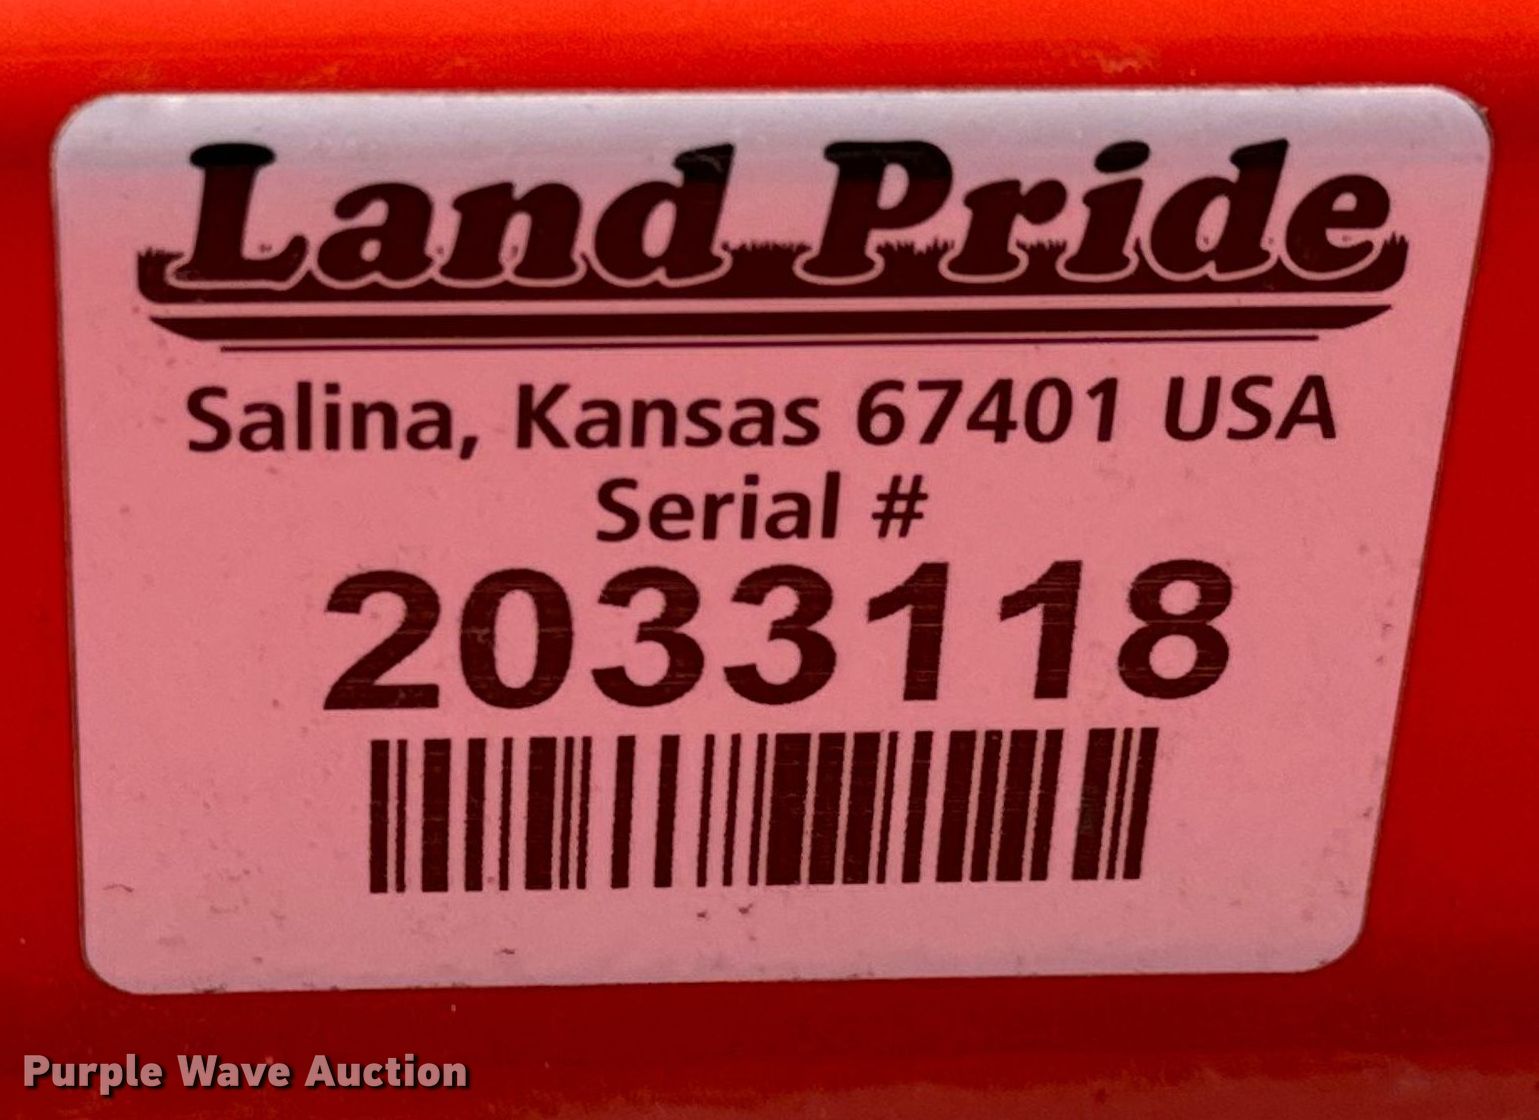 Land Pride
Salina, Kansas 67401 USA
Serial #
2033118
Purple Wave Auction